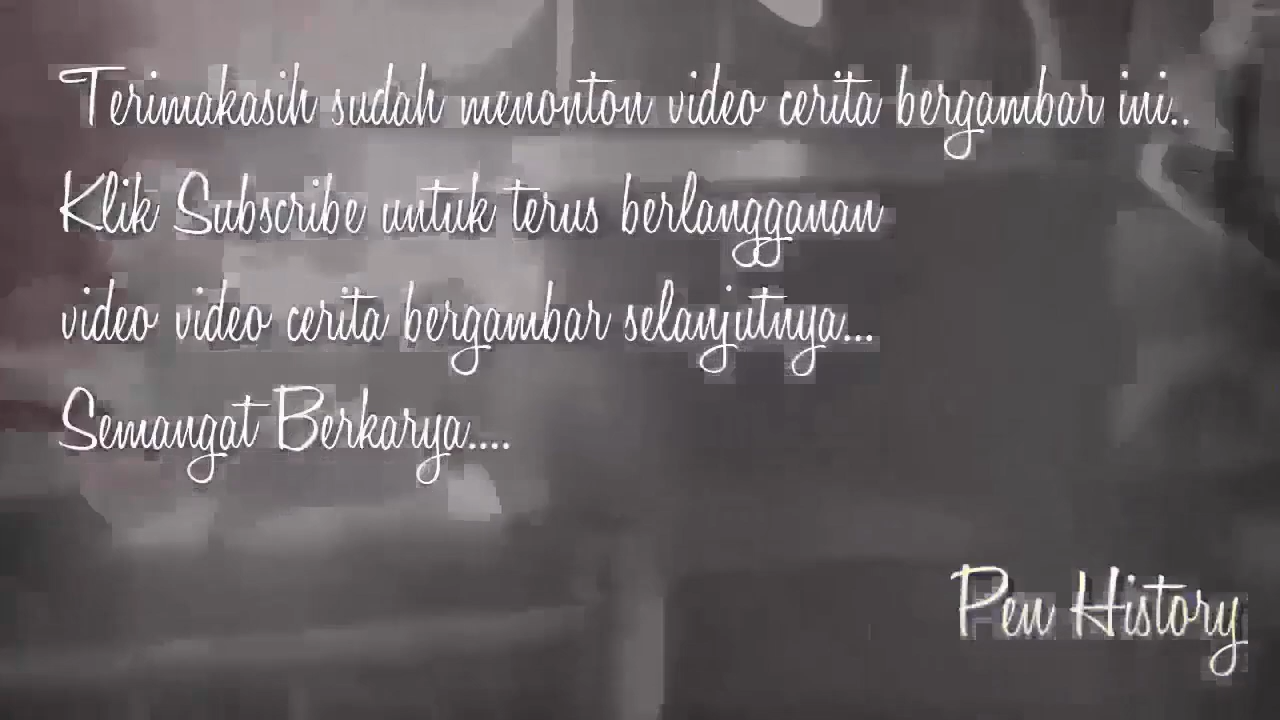 Terimakasih sudah menonton video cerita bergambar ini..
Klik Subscribe untuk terus berlangganan
video video cerita bergambar selanjutnya...
Semangat Berkarya....
Pen History